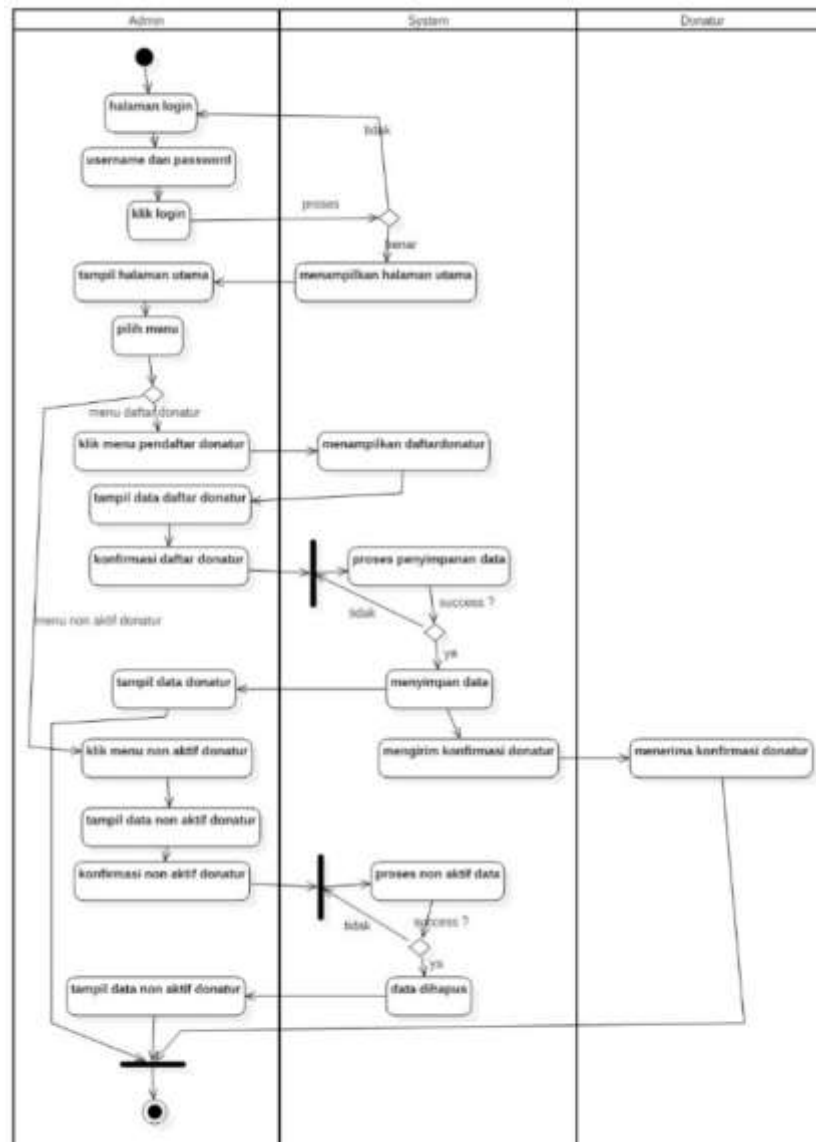 Admin
System
Donatur
halaman login
tidak
username dan password
klik login
proses
benar
tampil halaman utama
menampilkan halaman utama
pilih menu
menu daftar donatur
klik menu pendaftar donatur
menampilkan daftardonatur
tampil data daftar donatur
konfirmasi daftar donatur
proses penyimpanan data
success ?
tidak
menu non aktif donatur
ya
tampil data donatur
menyimpan data
klik menu non aktif donatur
mengirim konfirmasi donatur
menerima konfirmasi donatur
tampil data non aktif donatur
konfirmasi non aktif donatur
proses non aktif data
success ?
tidak
ya
tampil data non aktif donatur
data dihapus